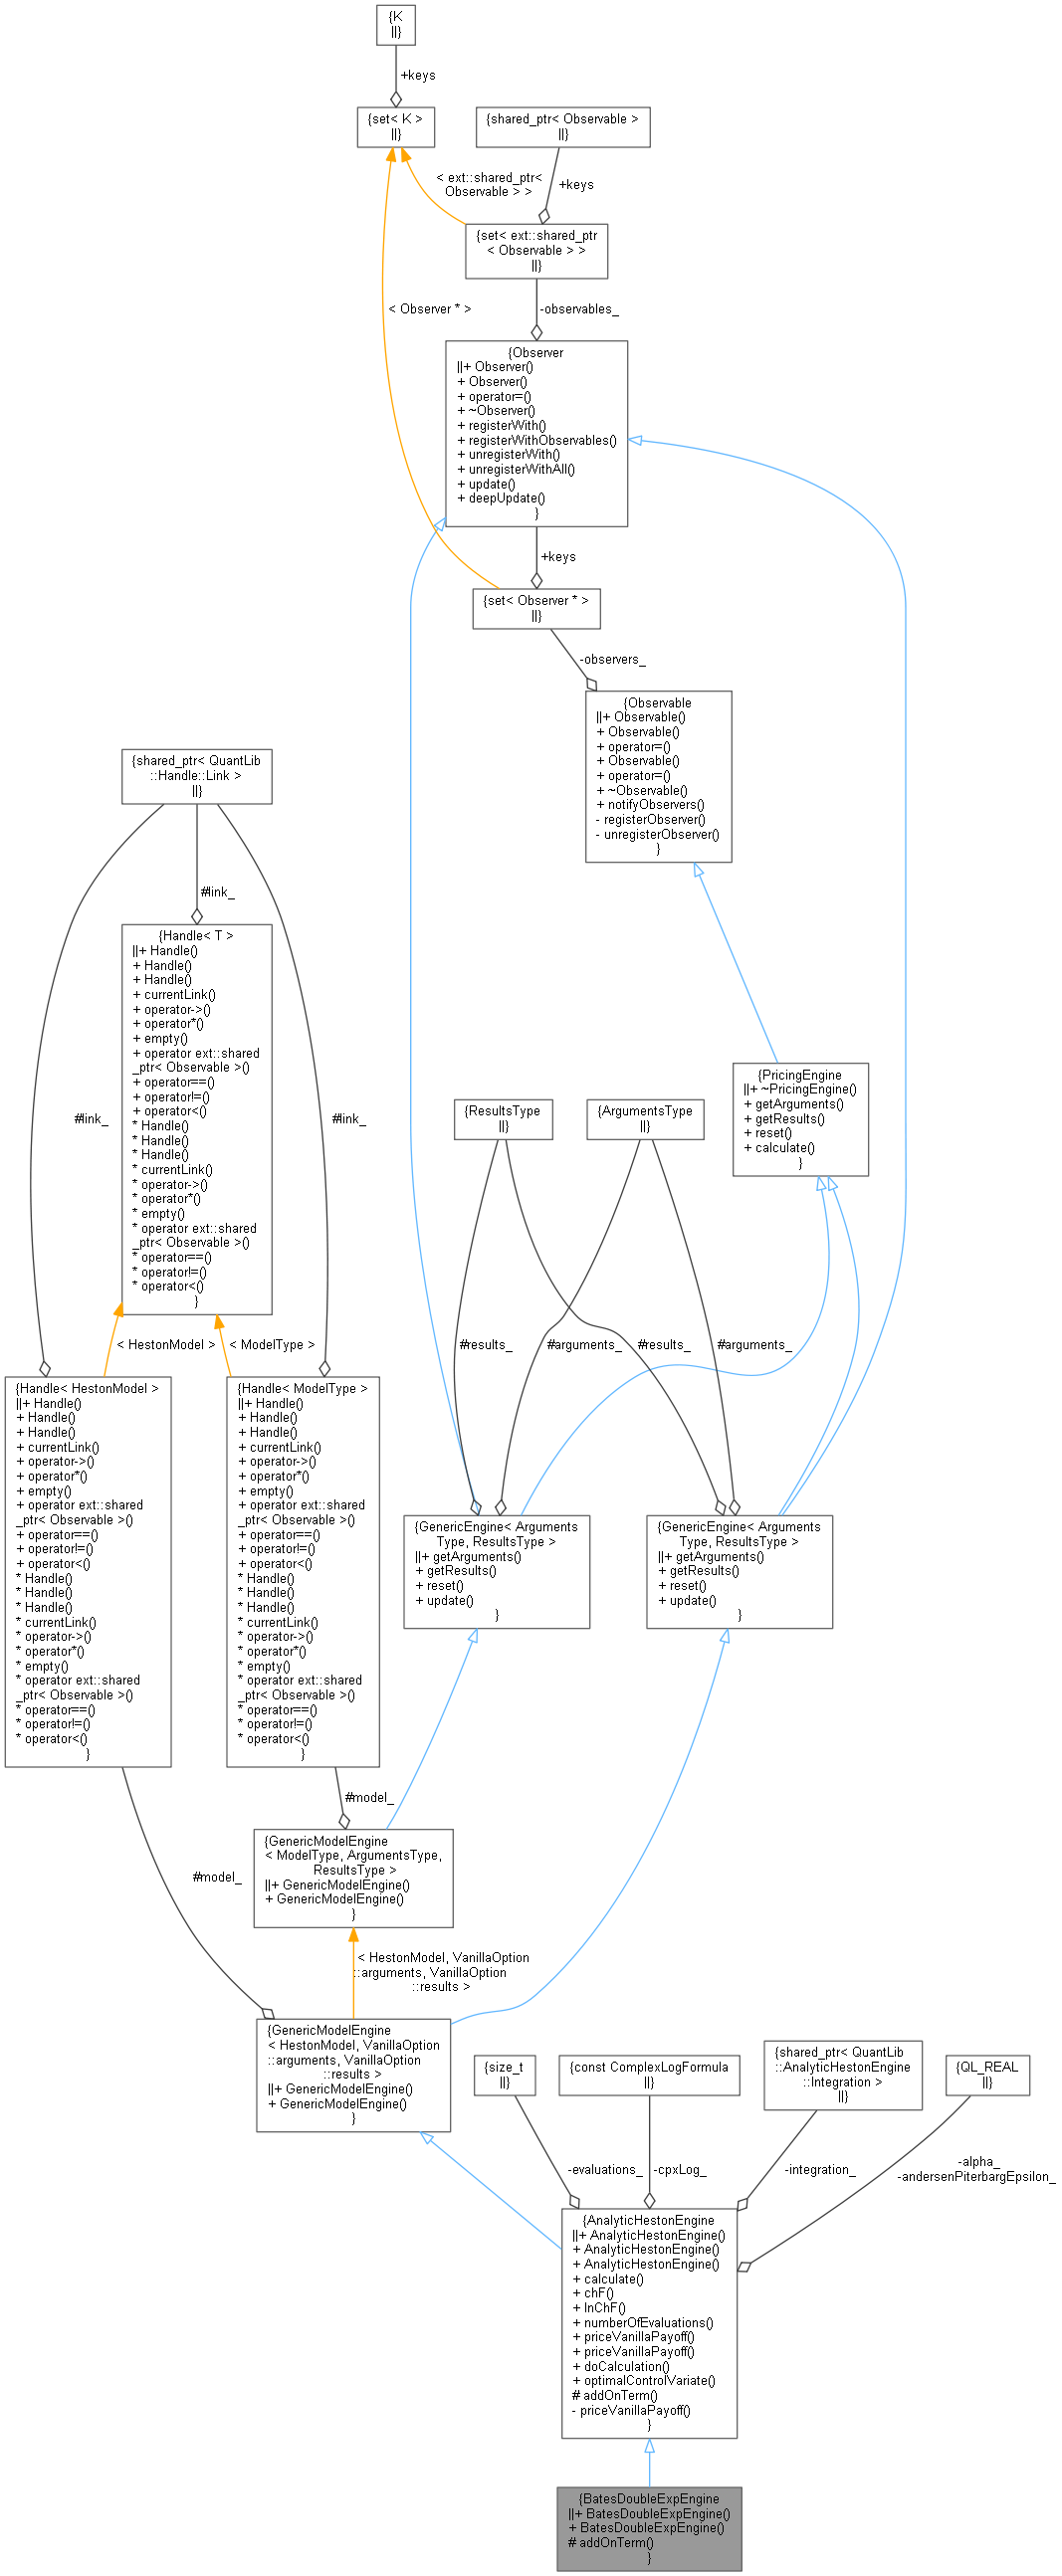 {K
||}
+keys
{set< K >
||}
{shared_ptr< Observable >
||}
< ext::shared_ptr<
Observable > >
+keys
{set< ext::shared_ptr
< Observable > >
||}
< Observer * >
-observables_
{Observer
||+ Observer()
+ Observer()
+ operator=()
+ ~Observer()
+ registerWith()
+ registerWithObservables()
+ unregisterWith()
+ unregisterWithAll()
+ update()
+ deepUpdate()
}
+keys
{set< Observer * >
||}
-observers_
{Observable
||+ Observable()
+ Observable()
+ operator=()
+ Observable()
+ operator=()
+ ~Observable()
+ notifyObservers()
- registerObserver()
- unregisterObserver()
}
{shared_ptr< QuantLib
::Handle::Link >
||}
#link_
{Handle< T >
||+ Handle()
+ Handle()
+ Handle()
+ currentLink()
+ operator->()
+ operator*()
+ empty()
+ operator ext::shared
_ptr< Observable >()
+ operator==()
+ operator!=()
+ operator<()
* Handle()
* Handle()
* Handle()
* currentLink()
* operator->()
* operator*()
* empty()
* operator ext::shared
_ptr< Observable >()
* operator==()
* operator!=()
* operator<()
}
#link_
#link_
{PricingEngine
||+ ~PricingEngine()
+ getArguments()
+ getResults()
+ reset()
+ calculate()
}
{ResultsType
||}
{ArgumentsType
||}
< HestonModel >
< ModelType >
#results_
#arguments_
#results_
#arguments_
{Handle< HestonModel >
||+ Handle()
+ Handle()
+ Handle()
+ currentLink()
+ operator->()
+ operator*()
+ empty()
+ operator ext::shared
_ptr< Observable >()
+ operator==()
+ operator!=()
+ operator<()
* Handle()
* Handle()
* Handle()
* currentLink()
* operator->()
* operator*()
* empty()
* operator ext::shared
_ptr< Observable >()
* operator==()
* operator!=()
* operator<()
}
{Handle< ModelType >
||+ Handle()
+ Handle()
+ Handle()
+ currentLink()
+ operator->()
+ operator*()
+ empty()
+ operator ext::shared
_ptr< Observable >()
+ operator==()
+ operator!=()
+ operator<()
* Handle()
* Handle()
* Handle()
* currentLink()
* operator->()
* operator*()
* empty()
* operator ext::shared
_ptr< Observable >()
* operator==()
* operator!=()
* operator<()
}
{GenericEngine< Arguments
Type, ResultsType >
||+ getArguments()
+ getResults()
+ reset()
+ update()
}
{GenericEngine< Arguments
Type, ResultsType >
||+ getArguments()
+ getResults()
+ reset()
+ update()
}
#model_
{GenericModelEngine
< ModelType, ArgumentsType,
ResultsType >
||+ GenericModelEngine()
+ GenericModelEngine()
}
#model_
< HestonModel, VanillaOption
::arguments, VanillaOption
::results >
{GenericModelEngine
< HestonModel, VanillaOption
::arguments, VanillaOption
::results >
||+ GenericModelEngine()
+ GenericModelEngine()
}
{size_t
||}
{const ComplexLogFormula
||}
{shared_ptr< QuantLib
::AnalyticHestonEngine
::Integration >
||}
{QL_REAL
||}
-evaluations_
-cpxLog_
-integration_
-alpha_
-andersenPiterbargEpsilon_
{AnalyticHestonEngine
||+ AnalyticHestonEngine()
+ AnalyticHestonEngine()
+ AnalyticHestonEngine()
+ calculate()
+ chF()
+ lnChF()
+ numberOfEvaluations()
+ priceVanillaPayoff()
+ priceVanillaPayoff()
+ doCalculation()
+ optimalControlVariate()
# addOnTerm()
- priceVanillaPayoff()
}
{BatesDoubleExpEngine
||+ BatesDoubleExpEngine()
+ BatesDoubleExpEngine()
# addOnTerm()
}